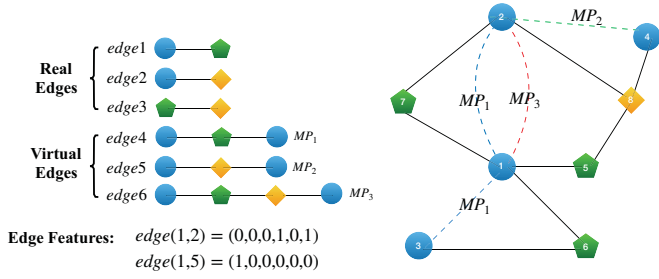 Real
Edges
edge1
edge2
edge3
Virtual
Edges
edge4 MP₁
edge5 MP₂
edge6 MP₃
Edge Features: edge(1,2) = (0,0,0,1,0,1)
edge(1,5) = (1,0,0,0,0,0)
2
MP₂
4
7
MP₁ MP₃
1
5
MP₁
3
6